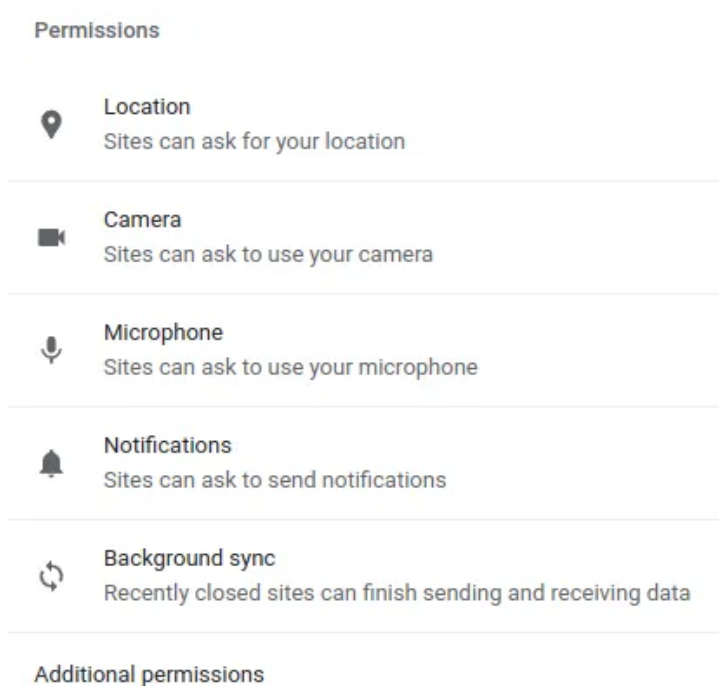 Permissions
Location
Sites can ask for your location
Camera
Sites can ask to use your camera
Microphone
Sites can ask to use your microphone
Notifications
Sites can ask to send notifications
Background sync
Recently closed sites can finish sending and receiving data
Additional permissions